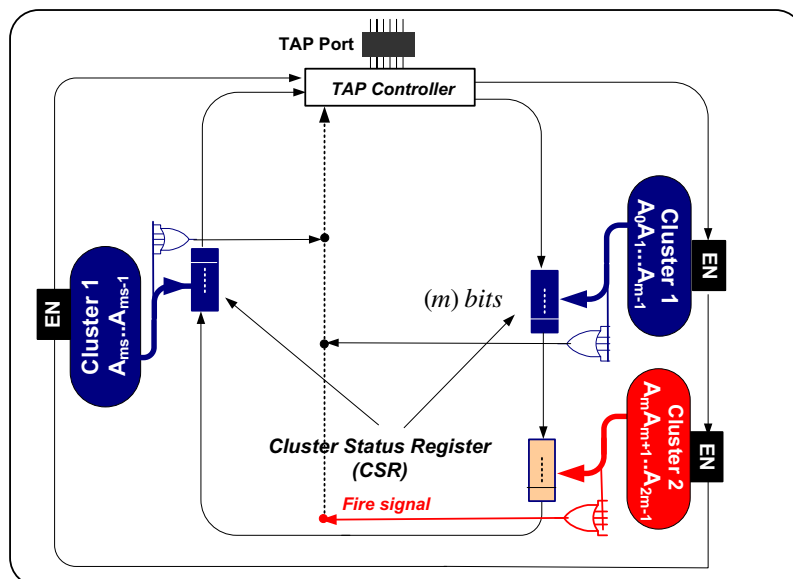 TAP Port
TAP Controller
Cluster 1
A0A1...Am-1
EN
EN
Cluster 1
Ams..Ams-1
(m) bits
Cluster Status Register
(CSR)
Cluster 2
AmAm+1..A2m-1
EN
Fire signal